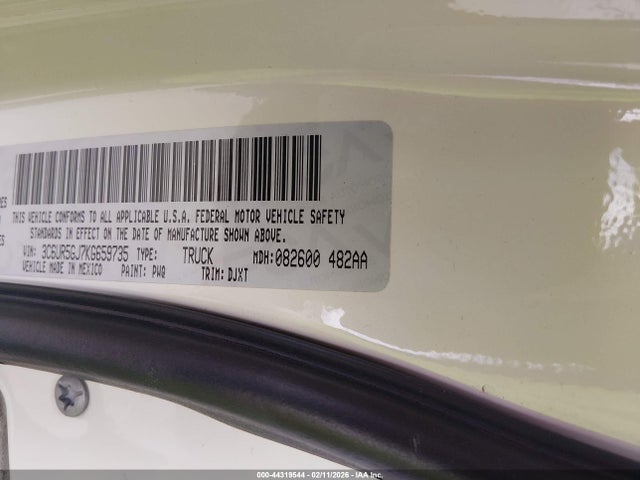 THIS VEHICLE CONFORMS TO ALL APPLICABLE U.S.A. FEDERAL MOTOR VEHICLE SAFETY
STANDARDS IN EFFECT ON THE DATE OF MANUFACTURE SHOWN ABOVE.
VIN: 3C6UR5GJ7KG659735 TYPE: TRUCK MDH:082600 482AA
VEHICLE MADE IN MEXICO PAINT: PWQ TRIM: DJXT
000-44319544 - 02/11/2026 - ©IAA Inc.